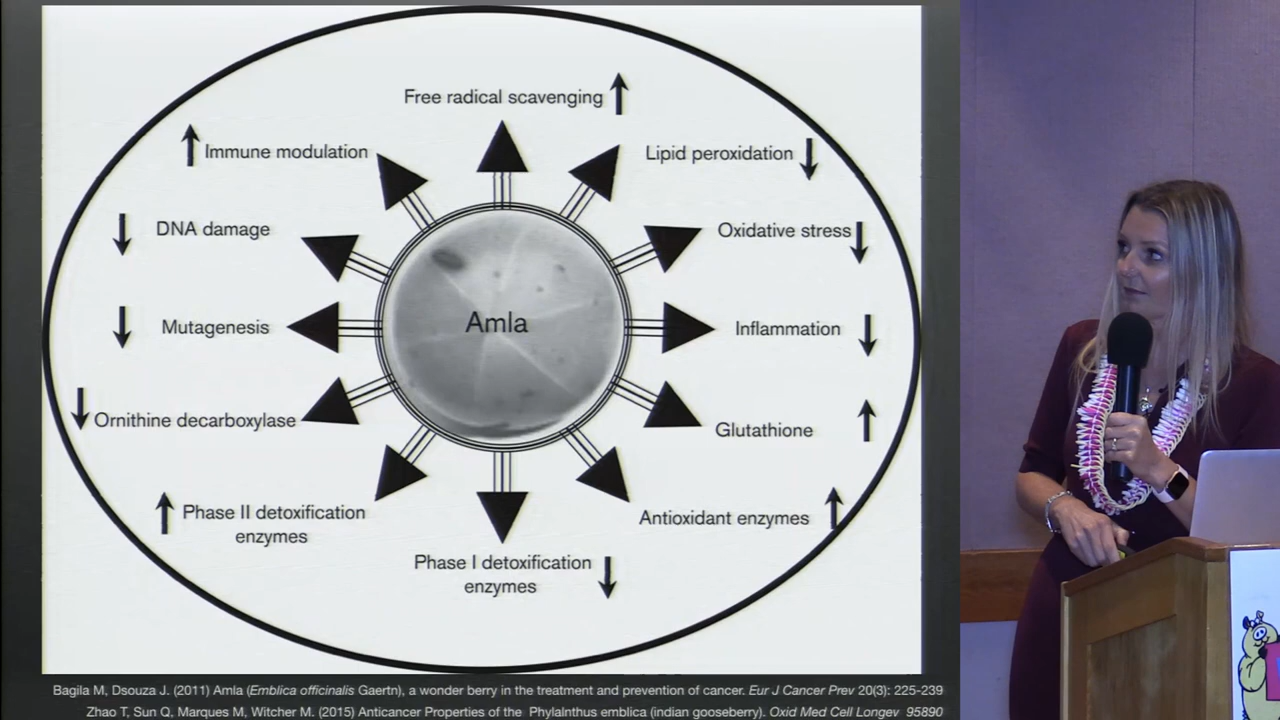 Free radical scavenging
Immune modulation
Lipid peroxidation
DNA damage
Oxidative stress
Amla
Mutagenesis
Inflammation
Ornithine decarboxylase
Glutathione
Phase II detoxification
enzymes
Antioxidant enzymes
Phase I detoxification
enzymes
Bagila M, Dsouza J. (2011) Amla (Emblica officinalis Gaertn), a wonder berry in the treatment and prevention of cancer. Eur J Cancer Prev 20(3): 225-239
Zhao T, Sun Q, Marques M, Witcher M. (2015) Anticancer Properties of the Phylalnthus emblica (indian gooseberry). Oxid Med Cell Longev 95890